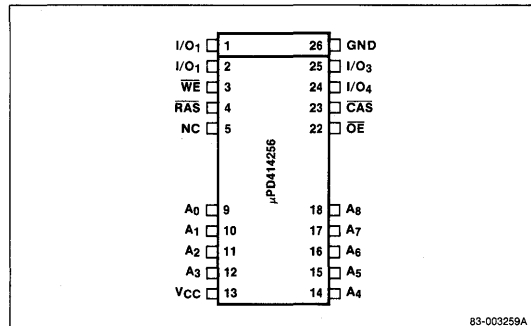 I/O1 1 26 GND
I/O1 2 25 I/O3
WE 3 24 I/O4
RAS 4 23 CAS
NC 5 22 OE
µPD414256
A0 9 18 A8
A1 10 17 A7
A2 11 16 A6
A3 12 15 A5
VCC 13 14 A4
83-003259A